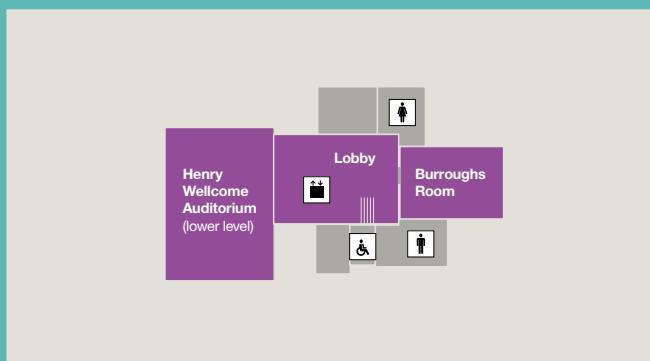 Lobby
Henry
Wellcome
Auditorium
(lower level)
Burroughs
Room